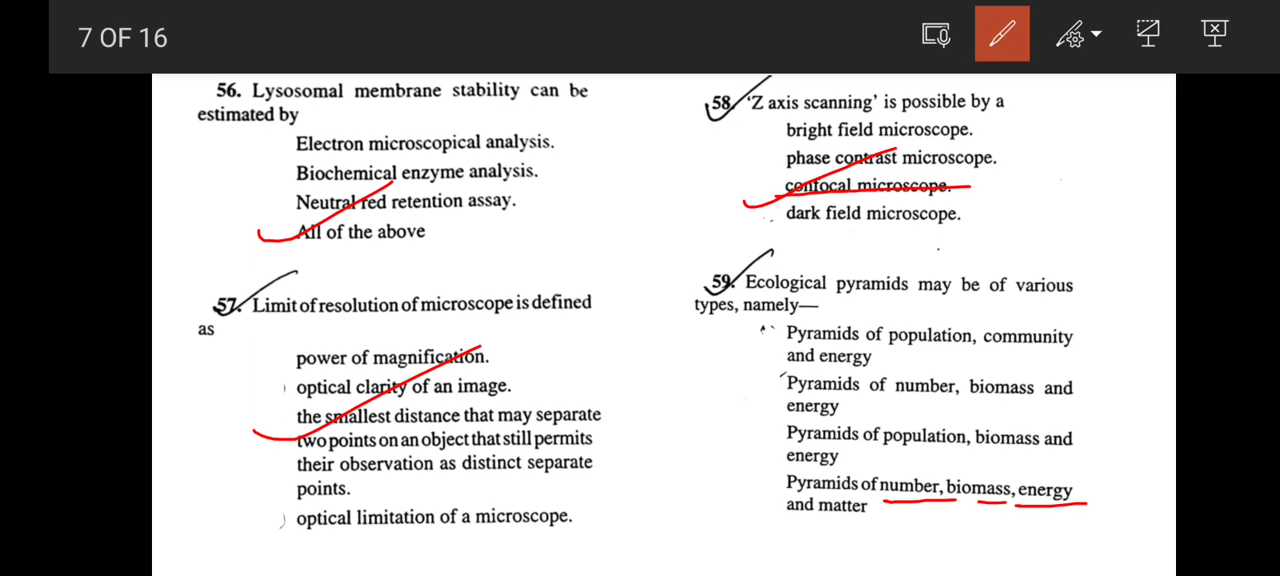 7 OF 16
56. Lysosomal membrane stability can be
estimated by
Electron microscopical analysis.
Biochemical enzyme analysis.
Neutral red retention assay.
All of the above
57. Limit of resolution of microscope is defined
as
power of magnification.
optical clarity of an image.
the smallest distance that may separate
two points on an object that still permits
their observation as distinct separate
points.
optical limitation of a microscope.
58. 'Z axis scanning' is possible by a
bright field microscope.
phase contrast microscope.
confocal microscope.
dark field microscope.
59. Ecological pyramids may be of various
types, namely—
Pyramids of population, community
and energy
Pyramids of number, biomass and
energy
Pyramids of population, biomass and
energy
Pyramids of number, biomass, energy
and matter